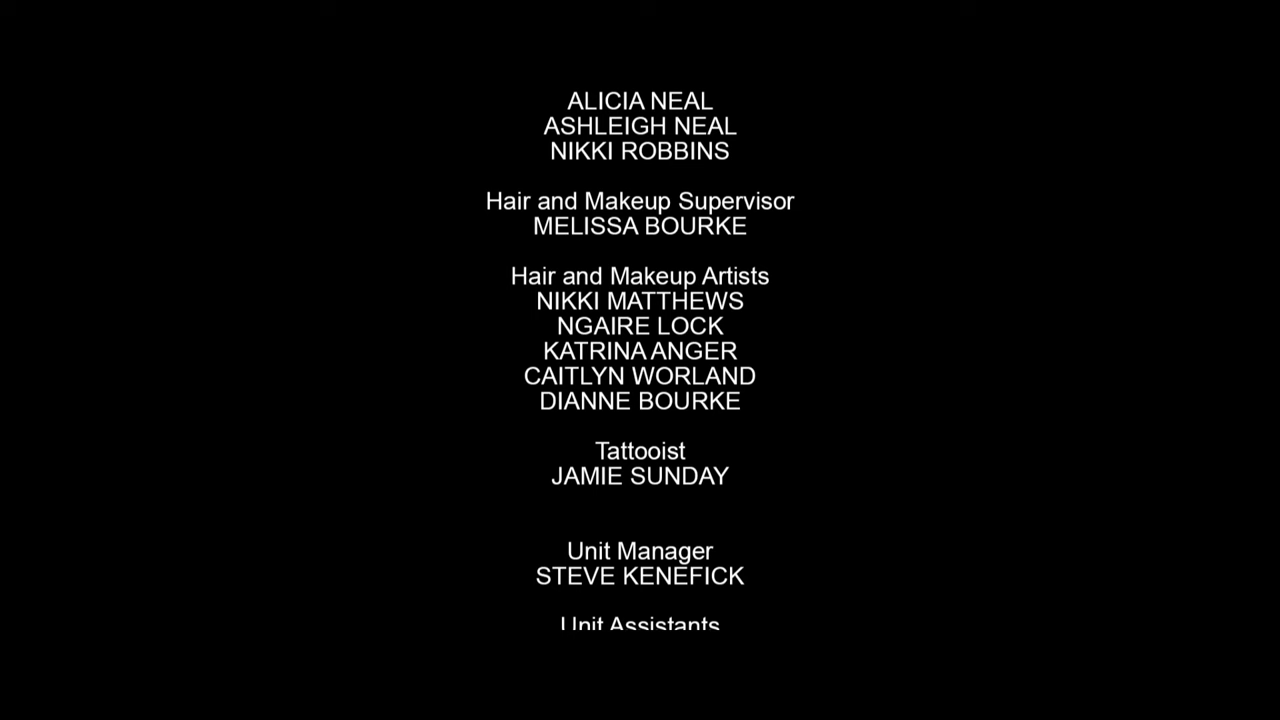 ALICIA NEAL
ASHLEIGH NEAL
NIKKI ROBBINS
Hair and Makeup Supervisor
MELISSA BOURKE
Hair and Makeup Artists
NIKKI MATTHEWS
NGAIRE LOCK
KATRINA ANGER
CAITLYN WORLAND
DIANNE BOURKE
Tattooist
JAMIE SUNDAY
Unit Manager
STEVE KENEFICK
Unit Assistants